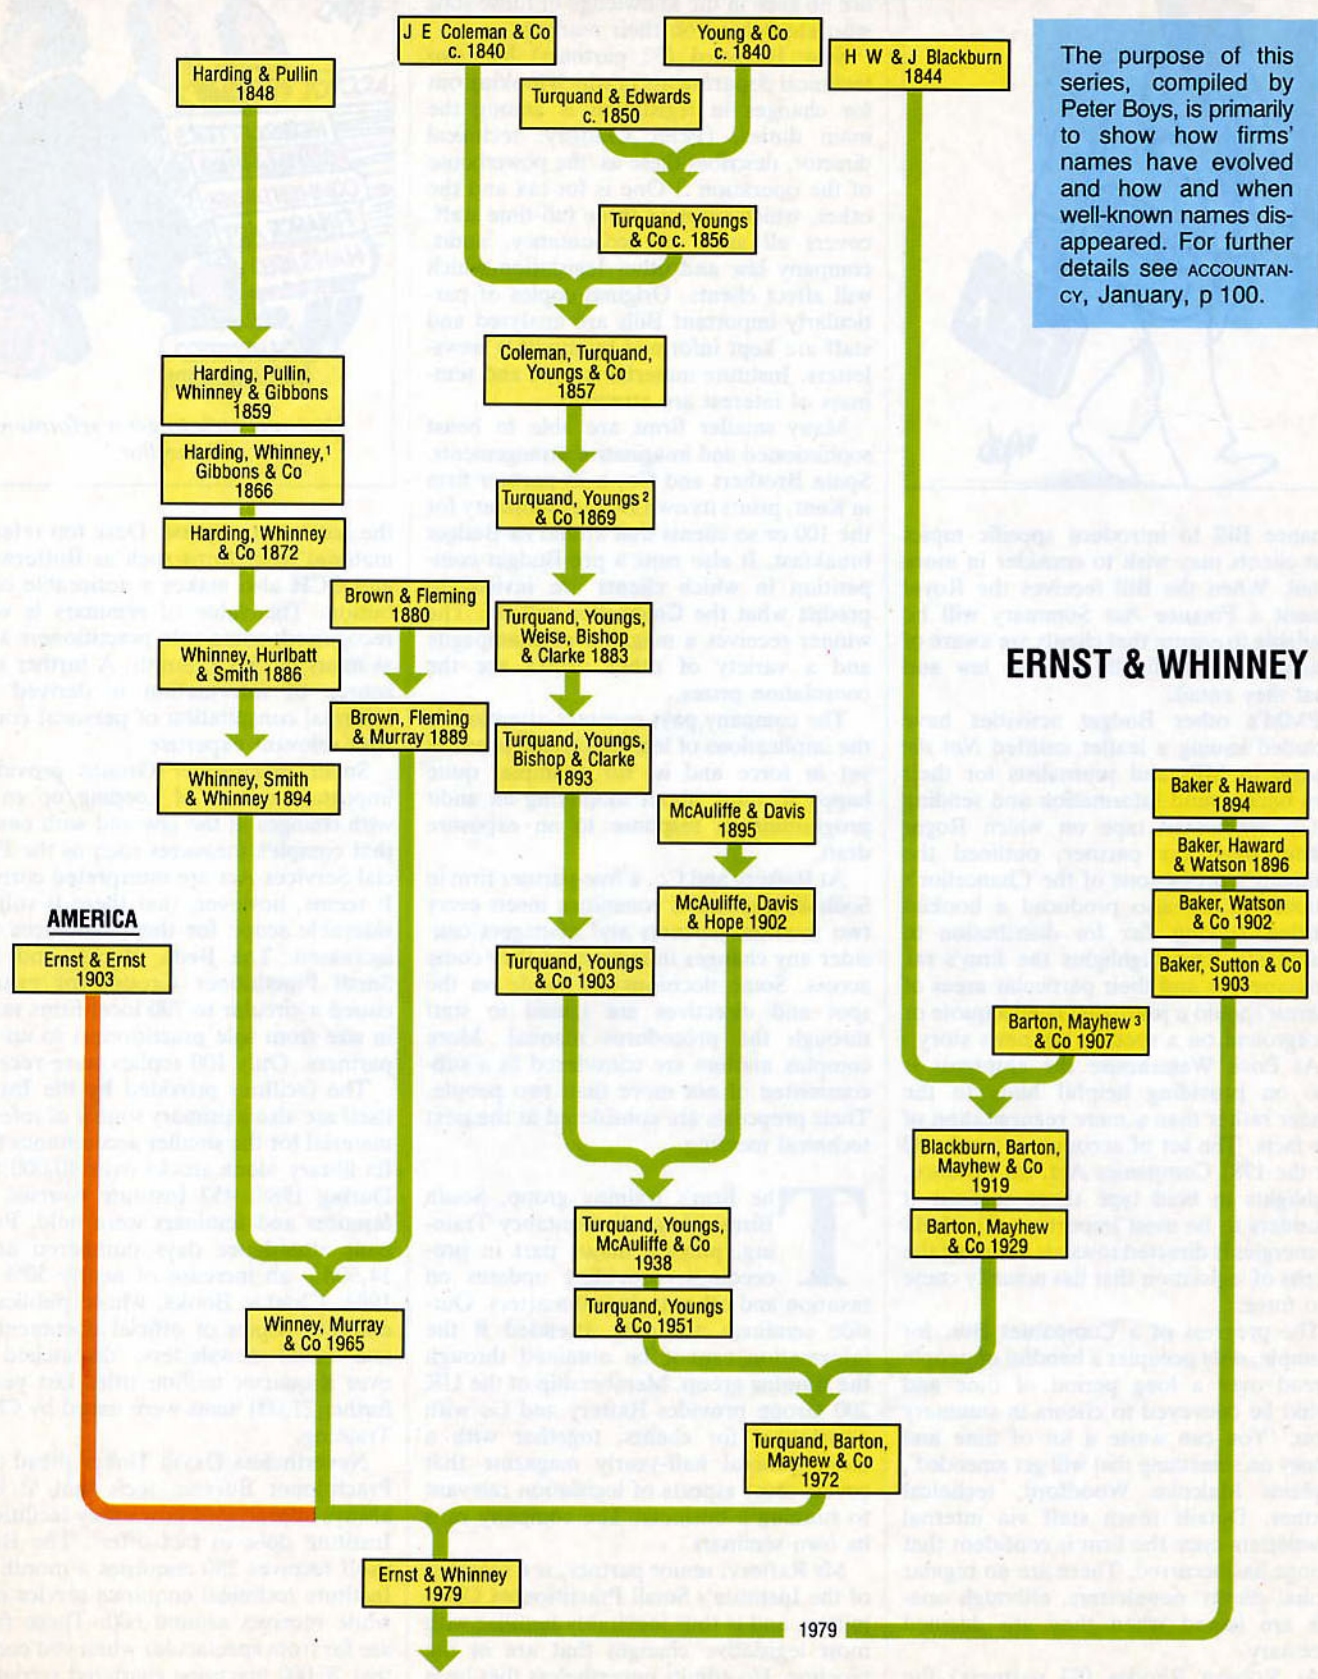 J E Coleman & Co
c. 1840
Young & Co
c. 1840
H W & J Blackburn
1844
The purpose of this
series, compiled by
Peter Boys, is primarily
to show how firms'
names have evolved
and how and when
well-known names dis-
appeared. For further
details see ACCOUNTAN-
CY, January, p 100.
Harding & Pullin
1848
Turquand & Edwards
c. 1850
Turquand, Youngs
& Co c. 1856
Coleman, Turquand,
Youngs & Co
1857
Harding, Pullin,
Whinney & Gibbons
1859
Harding, Whinney,¹
Gibbons & Co
1866
Turquand, Youngs ²
& Co 1869
Harding, Whinney
& Co 1872
Brown & Fleming
1880
Turquand, Youngs,
Weise, Bishop
& Clarke 1883
Whinney, Hurlbatt
& Smith 1886
ERNST & WHINNEY
Brown, Fleming
& Murray 1889
Turquand, Youngs,
Bishop & Clarke
1893
Whinney, Smith
& Whinney 1894
Baker & Haward
1894
McAuliffe & Davis
1895
Baker, Haward
& Watson 1896
McAuliffe, Davis
& Hope 1902
Baker, Watson
& Co 1902
AMERICA
Ernst & Ernst
1903
Turquand, Youngs
& Co 1903
Baker, Sutton & Co
1903
Barton, Mayhew ³
& Co 1907
Blackburn, Barton,
Mayhew & Co
1919
Turquand, Youngs,
McAuliffe & Co
1938
Barton, Mayhew
& Co 1929
Turquand, Youngs
& Co 1951
Winney, Murray
& Co 1965
Turquand, Barton,
Mayhew & Co
1972
Ernst & Whinney
1979
1979